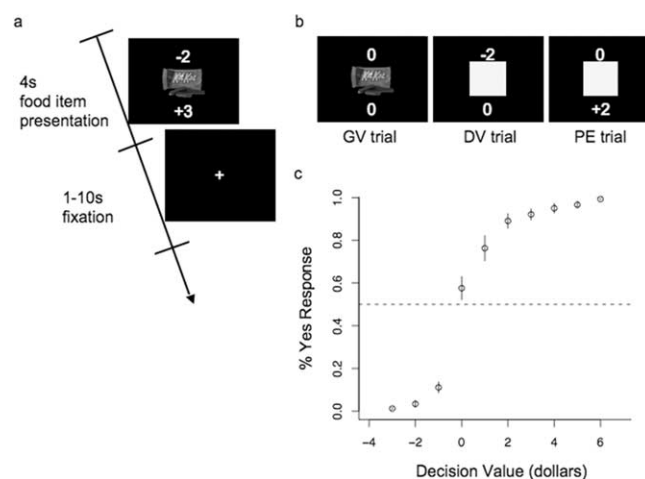 a
-2
KitKat
+3
4s
food item
presentation
+
1-10s
fixation
b
0
KitKat
0
GV trial
-2
0
DV trial
0
+2
PE trial
c
% Yes Response
1.0
0.8
0.6
0.4
0.2
0.0
-4
-2
0
2
4
6
Decision Value (dollars)